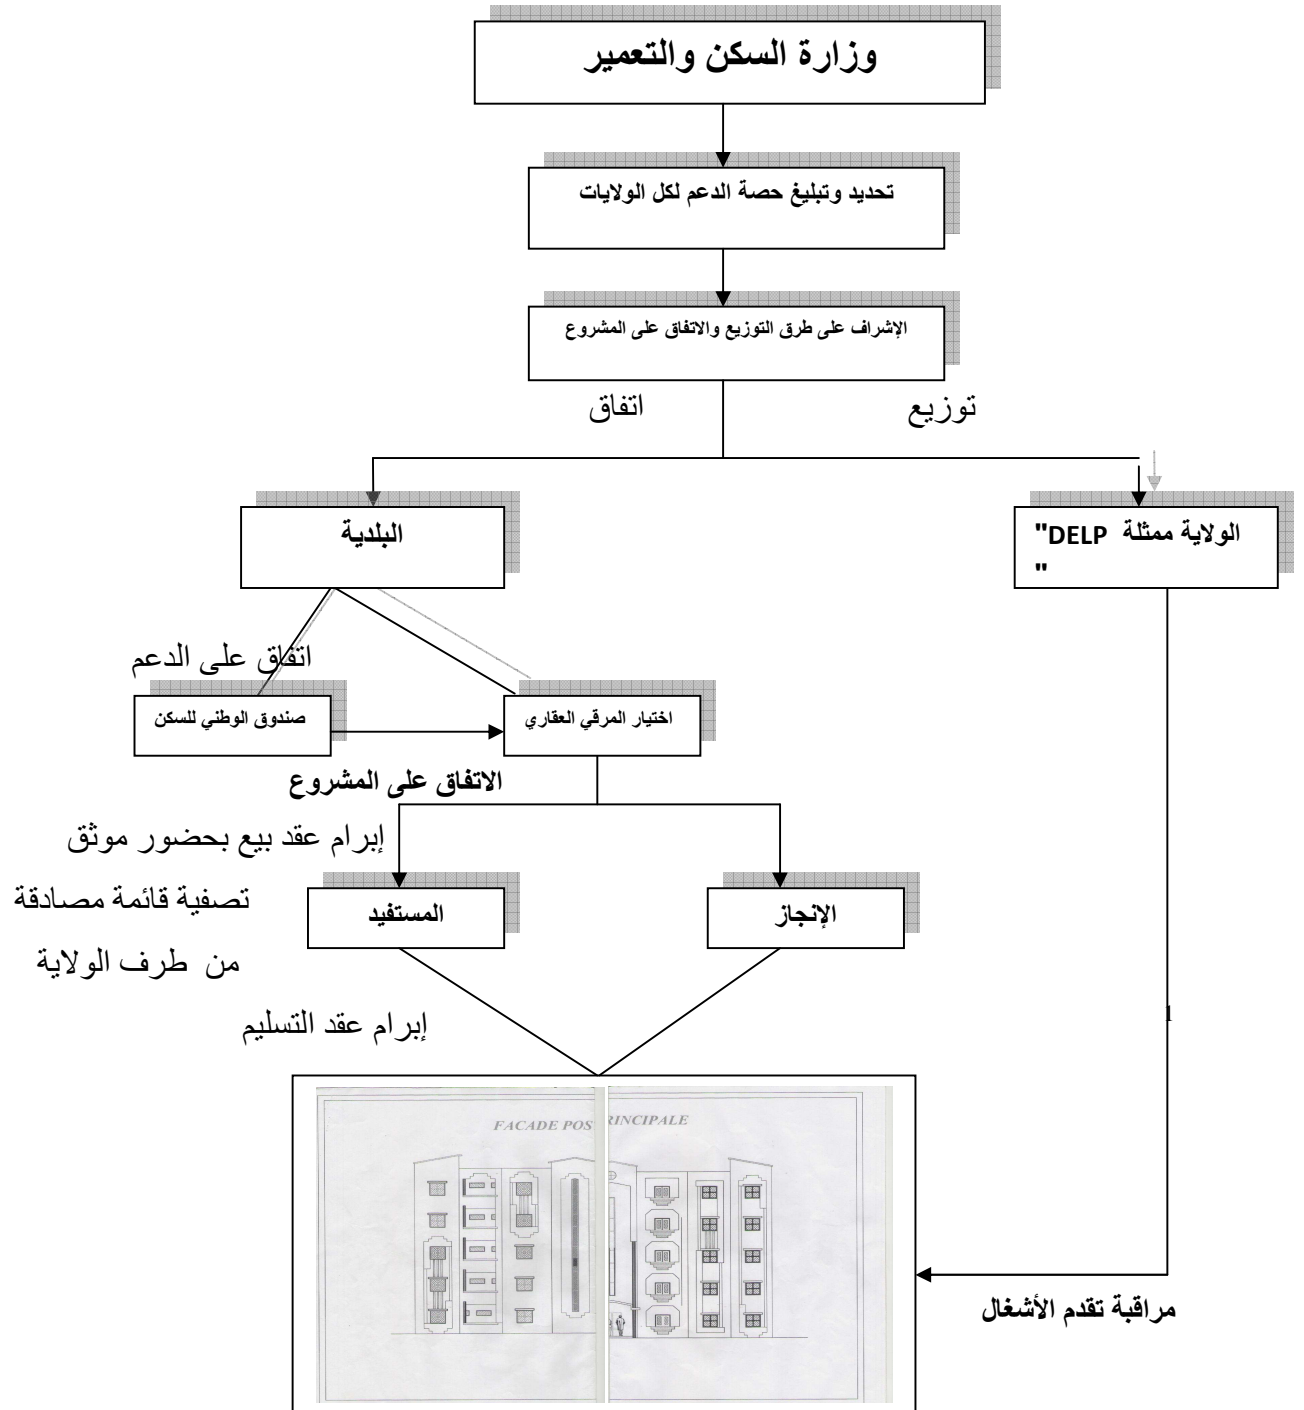 وزارة السكن والتعمير
تحديد وتبليغ حصة الدعم لكل الولايات
الإشراف على طرق التوزيع والاتفاق على المشروع
توزيع
اتفاق
الولاية ممثلة "DELP
"
البلدية
اتفاق على الدعم
اختيار المرقي العقاري
صندوق الوطني للسكن
الاتفاق على المشروع
إبرام عقد بيع بحضور موثق
الإنجاز
المستفيد
تصفية قائمة مصادقة
من طرف الولاية
إبرام عقد التسليم
1
FACADE POS RINCIPALE
مراقبة تقدم الأشغال